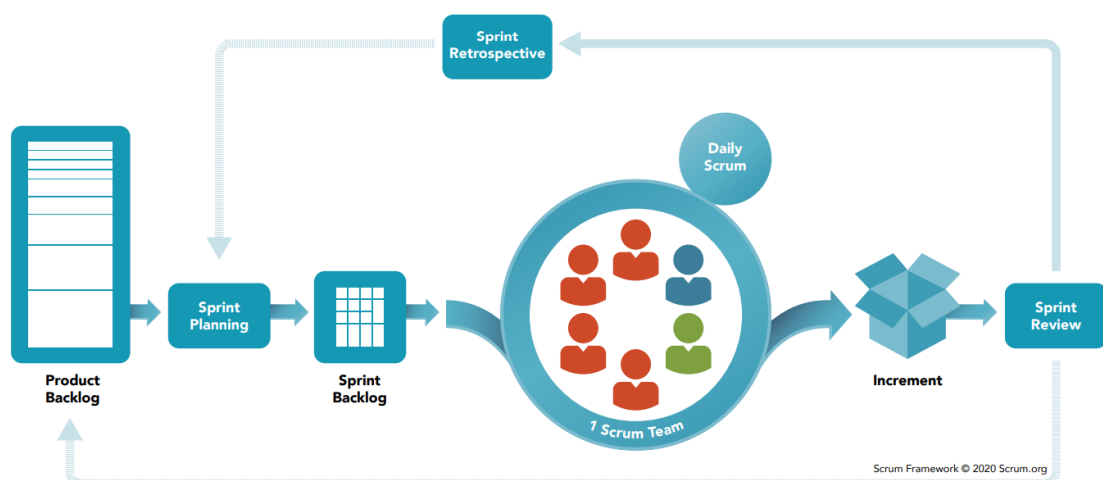 Sprint
Retrospective
Daily
Scrum
Sprint
Planning
Sprint
Review
Product
Backlog
Sprint
Backlog
Increment
1 Scrum Team
Scrum Framework © 2020 Scrum.org